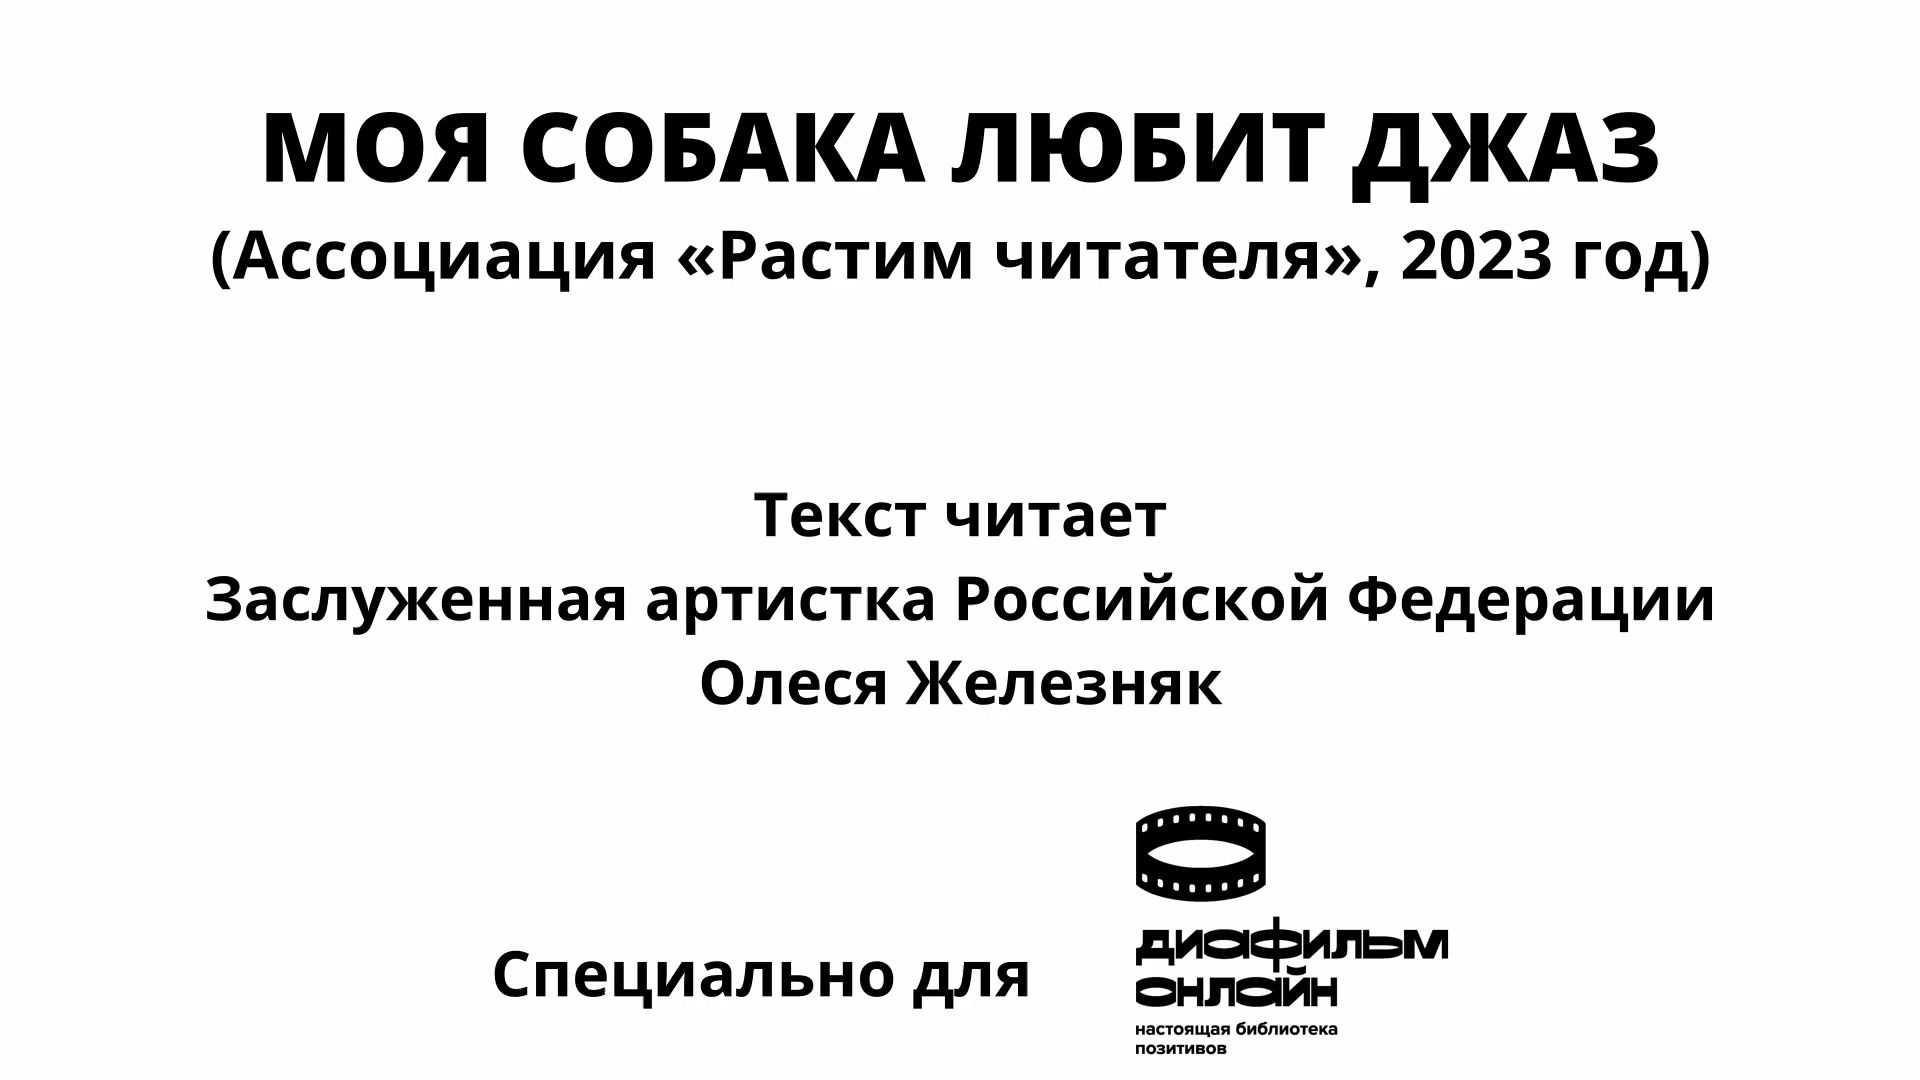 МОЯ СОБАКА ЛЮБИТ ДЖАЗ
(Ассоциация «Растим читателя», 2023 год)
Текст читает
Заслуженная артистка Российской Федерации
Олеся Железняк
Специально для
диафильм
онлайн
настоящая библиотека
позитивов